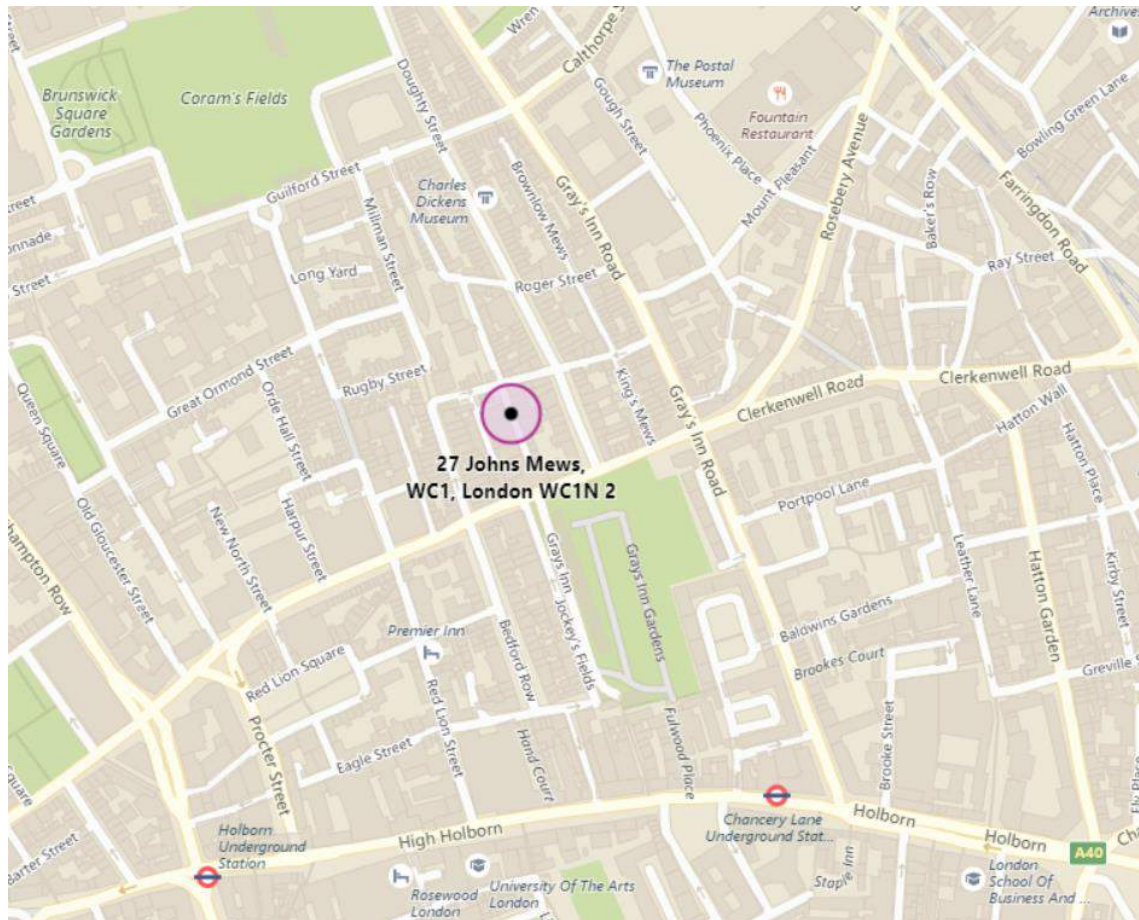 Wren
Calthorpe S
Archives
The Postal
Museum
Brunswick
Square
Gardens
Coram's Fields
Doughty Street
Gough Street
Fountain
Restaurant
Phoenix Place
Mount Pleasant
Rosebery Avenue
Bowling Green Lane
Baker's Row
Farringdon Road
Ray Street
Guilford Street
Charles
Dickens
Museum
Brownlow Mews
Gray's Inn Road
Millman Street
Long Yard
Roger Street
onnade
Street
Great Ormond Street
Rugby Street
Orde Hall Street
King's Mews
Gray's Inn Road
Clerkenwell Road
Clerkenwell Road
Hatton Wall
Queen Square
27 Johns Mews,
WC1, London WC1N 2
Portpool Lane
Hatton Place
Old Gloucester Street
New North Street
Harpur Street
Grays Inn
Jockey's Fields
Grays Inn Gardens
Leather Lane
Hatton Garden
Kirby Street
hampton Row
Premier Inn
Bedford Row
Baldwins Gardens
Brookes Court
Greville S
Red Lion Square
Red Lion Street
Procter Street
Eagle Street
Hand Court
Fulwood Place
Brooke Street
Ely Place
Square
Holborn
Underground
Station
High Holborn
Chancery Lane
Underground Stat...
Holborn
Holborn
A40
Cha
Barter Street
Rosewood
London
University Of The Arts
London
Staple Inn
London
School Of
Business And ...